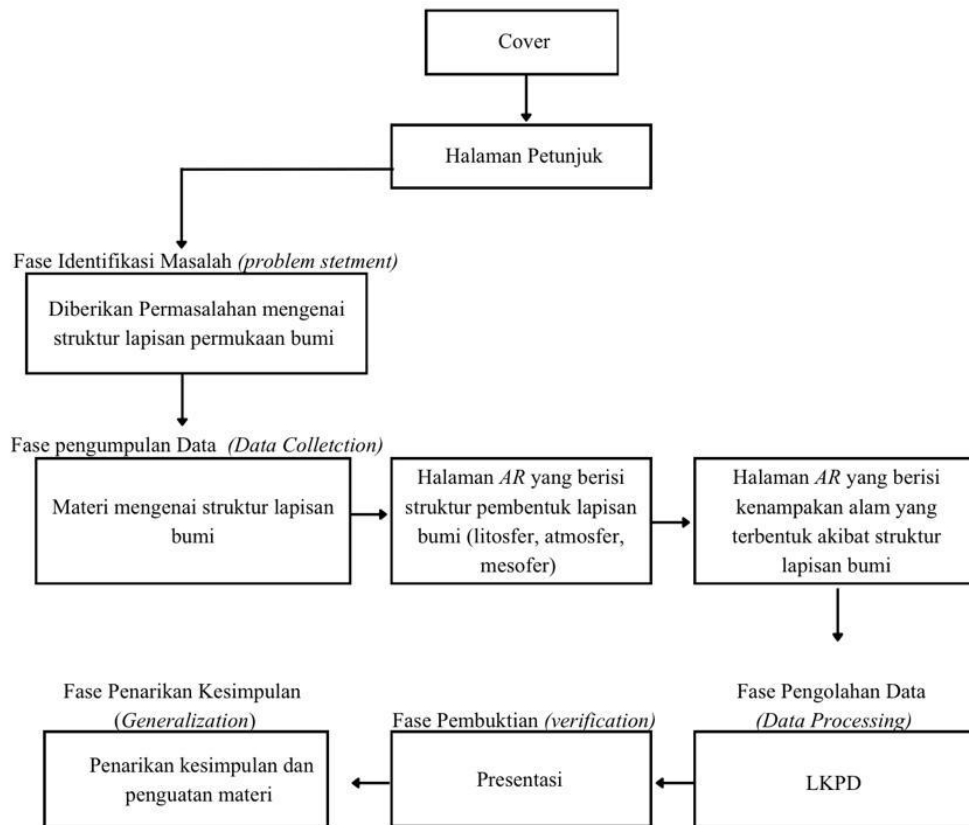 Cover
Halaman Petunjuk
Fase Identifikasi Masalah (problem stetment)
Diberikan Permasalahan mengenai
struktur lapisan permukaan bumi
Fase pengumpulan Data (Data Colletction)
Materi mengenai struktur lapisan
bumi
Halaman AR yang berisi
struktur pembentuk lapisan
bumi (litosfer, atmosfer,
mesofer)
Halaman AR yang berisi
kenampakan alam yang
terbentuk akibat struktur
lapisan bumi
Fase Pengolahan Data
(Data Processing)
LKPD
Fase Pembuktian (verification)
Presentasi
Fase Penarikan Kesimpulan
(Generalization)
Penarikan kesimpulan dan
penguatan materi